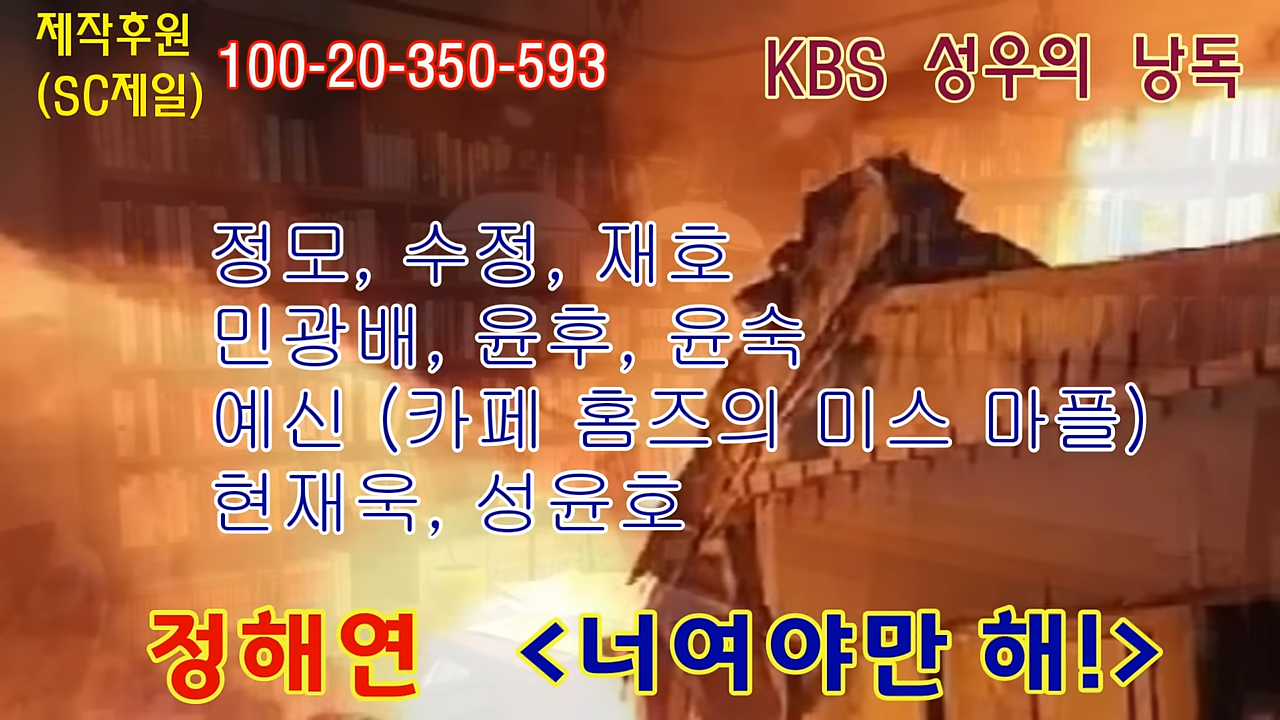 제작후원
(SC제일)
100-20-350-593
KBS 성우의 낭독
정모, 수정, 재호
민광배, 윤후, 윤숙
예신 (카페 홈즈의 미스 마플)
현재욱, 성윤호
정해연 <너여야만 해!>